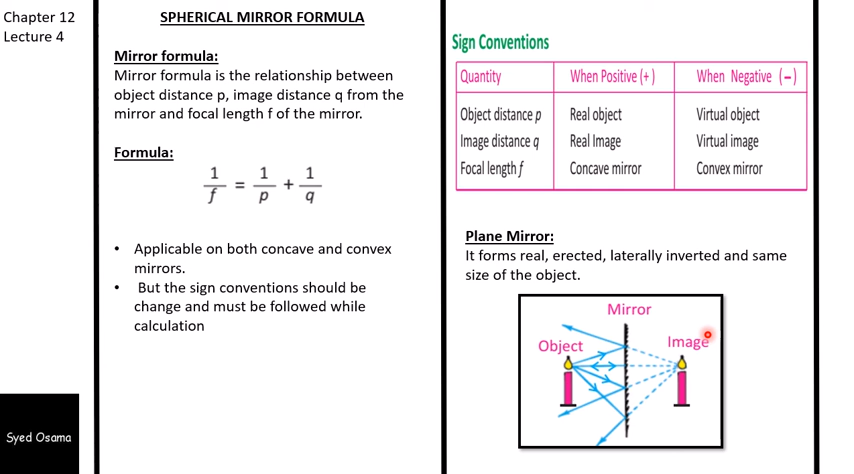 Chapter 12
Lecture 4
SPHERICAL MIRROR FORMULA
Mirror formula:
Mirror formula is the relationship between
object distance p, image distance q from the
mirror and focal length f of the mirror.
Formula:
1/f = 1/p + 1/q
• Applicable on both concave and convex
mirrors.
• But the sign conventions should be
change and must be followed while
calculation
Sign Conventions
Quantity When Positive (+) When Negative (−)
Object distance p Real object Virtual object
Image distance q Real Image Virtual image
Focal length f Concave mirror Convex mirror
Plane Mirror:
It forms real, erected, laterally inverted and same
size of the object.
Mirror
Object
Image
Syed Osama